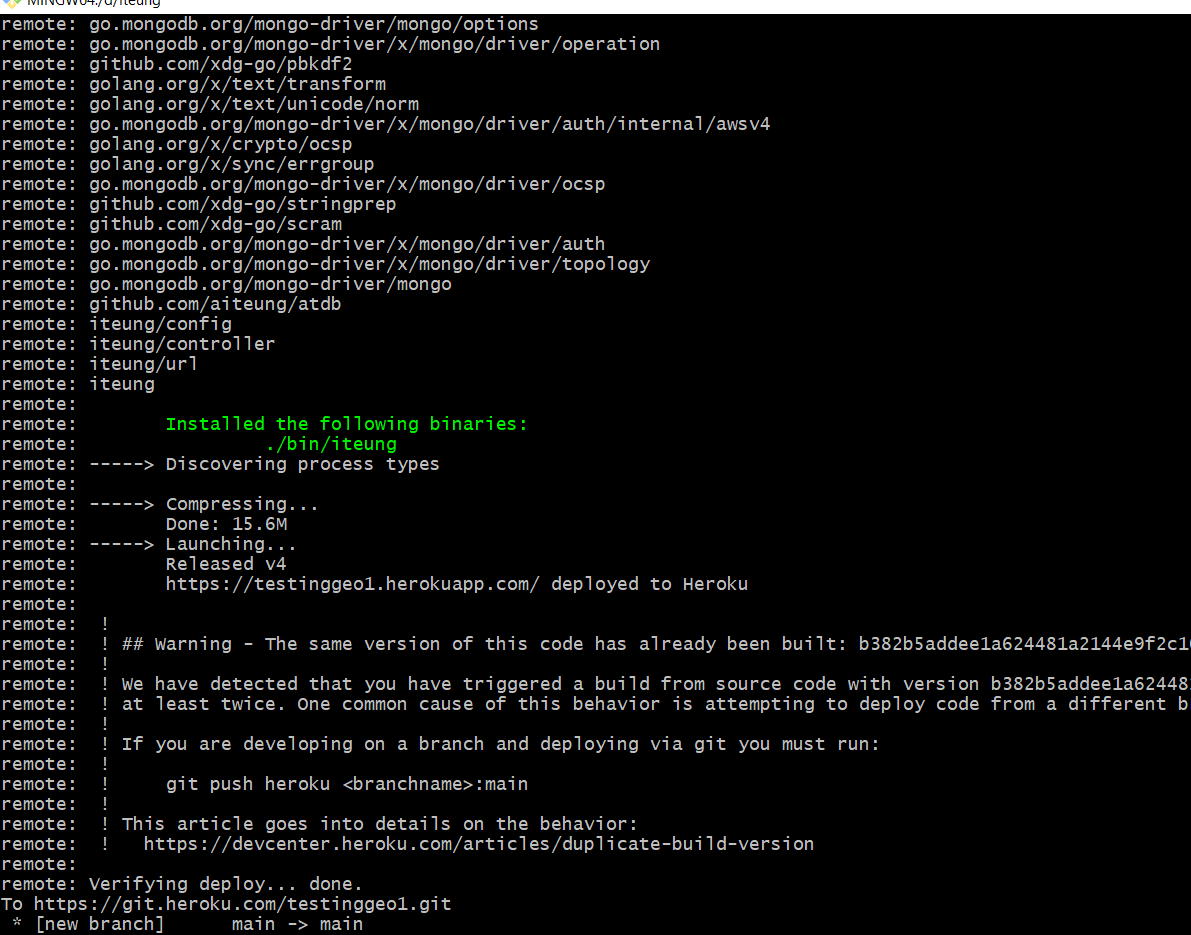 MINGW64:/d/iteung
remote: go.mongodb.org/mongo-driver/mongo/options
remote: go.mongodb.org/mongo-driver/x/mongo/driver/operation
remote: github.com/xdg-go/pbkdf2
remote: golang.org/x/text/transform
remote: golang.org/x/text/unicode/norm
remote: go.mongodb.org/mongo-driver/x/mongo/driver/auth/internal/awsv4
remote: golang.org/x/crypto/ocsp
remote: golang.org/x/sync/errgroup
remote: go.mongodb.org/mongo-driver/x/mongo/driver/ocsp
remote: github.com/xdg-go/stringprep
remote: github.com/xdg-go/scram
remote: go.mongodb.org/mongo-driver/x/mongo/driver/auth
remote: go.mongodb.org/mongo-driver/x/mongo/driver/topology
remote: go.mongodb.org/mongo-driver/mongo
remote: github.com/aiteung/atdb
remote: iteung/config
remote: iteung/controller
remote: iteung/url
remote: iteung
remote:
remote:        Installed the following binaries:
remote:                 ./bin/iteung
remote: -----> Discovering process types
remote:
remote: -----> Compressing...
remote:        Done: 15.6M
remote: -----> Launching...
remote:        Released v4
remote:        https://testinggeo1.herokuapp.com/ deployed to Heroku
remote:
remote:  !
remote:  ! ## Warning - The same version of this code has already been built: b382b5addee1a624481a2144e9f2c1
remote:  !
remote:  ! We have detected that you have triggered a build from source code with version b382b5addee1a62448
remote:  ! at least twice. One common cause of this behavior is attempting to deploy code from a different b
remote:  !
remote:  ! If you are developing on a branch and deploying via git you must run:
remote:  !
remote:  !     git push heroku <branchname>:main
remote:  !
remote:  ! This article goes into details on the behavior:
remote:  !   https://devcenter.heroku.com/articles/duplicate-build-version
remote:
remote: Verifying deploy... done.
To https://git.heroku.com/testinggeo1.git
 * [new branch]      main -> main